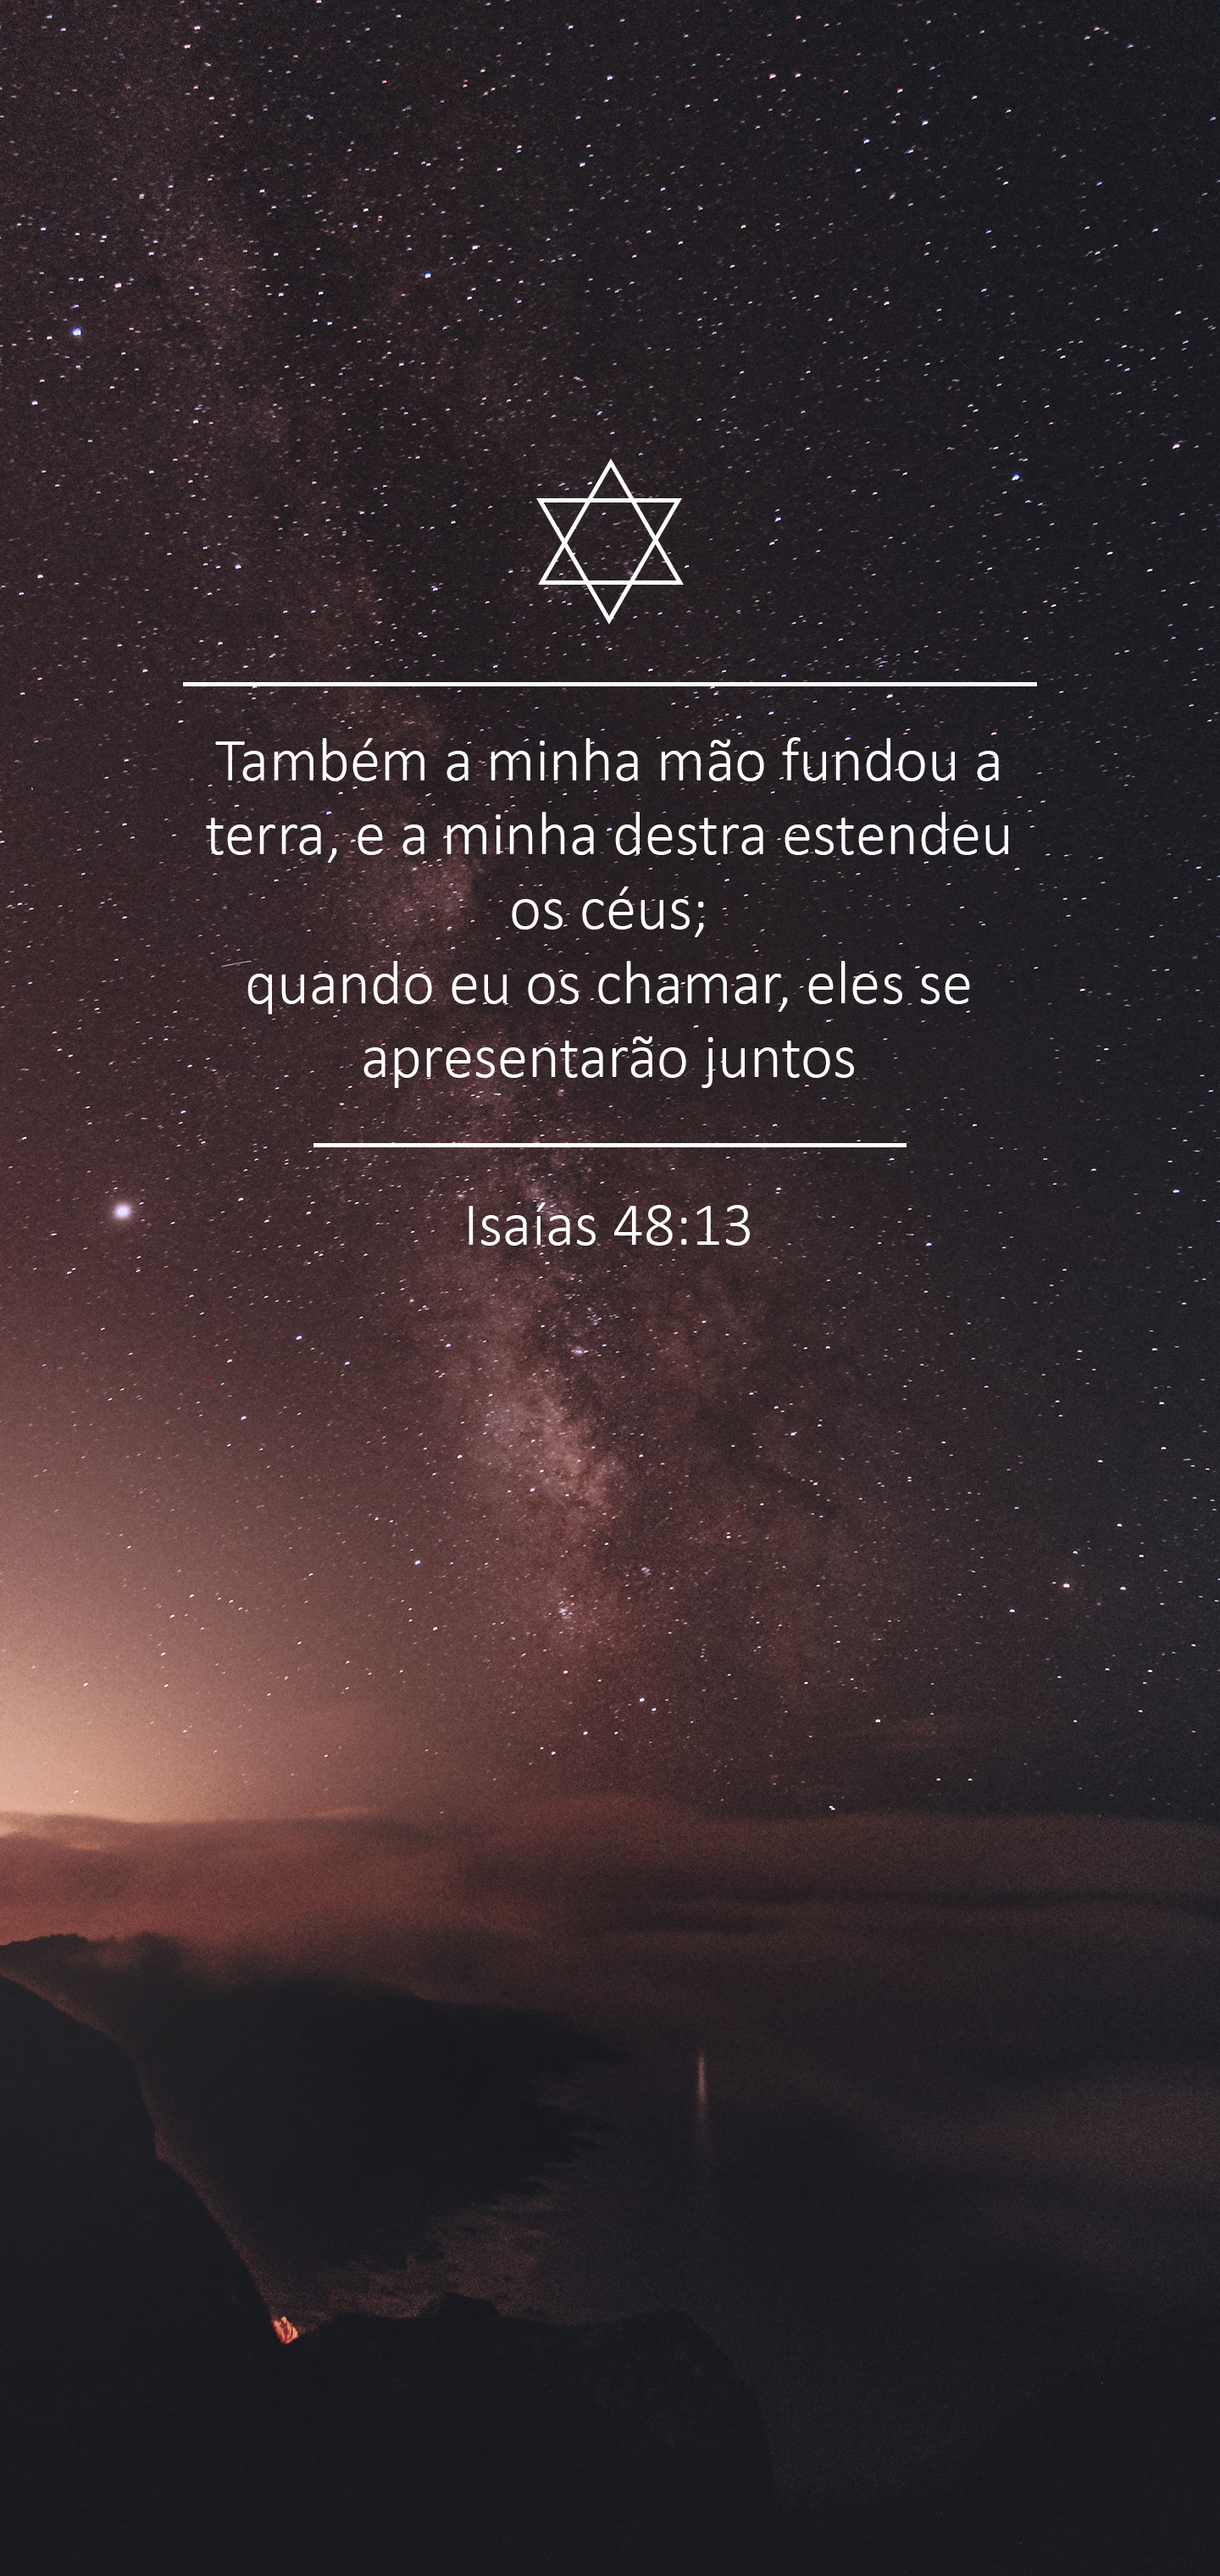 Também a minha mão fundou a
terra, e a minha destra estendeu
os céus;
quando eu os chamar, eles se
apresentarão juntos
Isaías 48:13